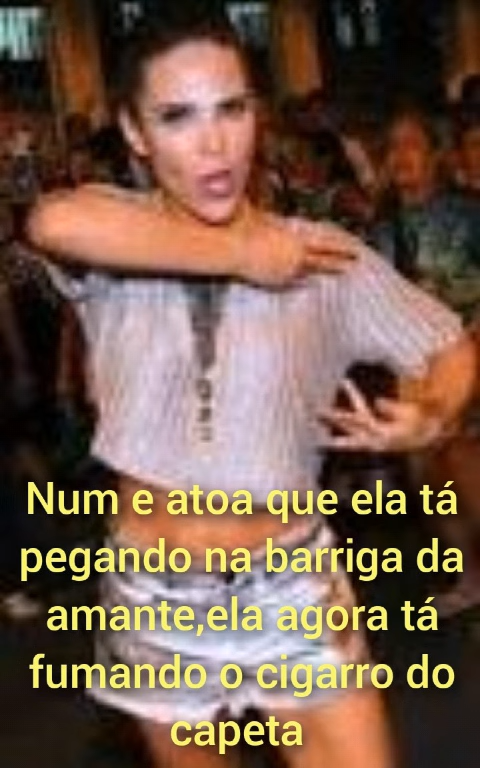 Num e atoa que ela tá
pegando na barriga da
amante,ela agora tá
fumando o cigarro do
capeta